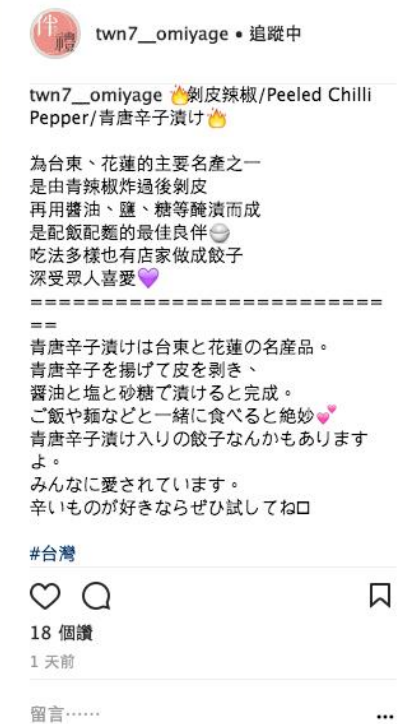 伴禮
twn7__omiyage • 追蹤中
twn7__omiyage 🔥剝皮辣椒/Peeled Chilli
Pepper/青唐辛子漬け🔥
為台東、花蓮的主要名產之一
是由青辣椒炸過後剝皮
再用醬油、鹽、糖等醃漬而成
是配飯配麵的最佳良伴🍚
吃法多樣也有店家做成餃子
深受眾人喜愛💜
=========================
==
青唐辛子漬けは台東と花蓮の名産品。
青唐辛子を揚げて皮を剥き、
醤油と塩と砂糖で漬けると完成。
ご飯や麺などと一緒に食べると絶妙💕
青唐辛子漬け入りの餃子なんかもあります
よ。
みんなに愛されています。
辛いものが好きならぜひ試してね□
#台灣
18 個讚
1 天前
留言……